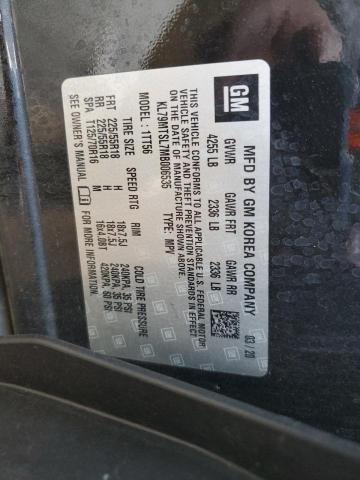 GM
MFD BY GM KOREA COMPANY 03 / 20
GVWR GAWR FRT GAWR RR
4255 LB 2336 LB 2336 LB
THIS VEHICLE CONFORMS TO ALL APPLICABLE U.S. FEDERAL MOTOR
VEHICLE SAFETY AND THEFT PREVENTION STANDARDS IN EFFECT
ON THE DATE OF MANUFACTURE SHOWN ABOVE.
KL79MTSL7MB006535 TYPE: MPV
MODEL: 1TT56
TIRE SIZE SPEED RTG RIM COLD TIRE PRESSURE
FRT 225/55R18 H 18x7.5J 240KPA, 35 PSI
RR 225/55R18 H 18x7.5J 240KPA, 35 PSI
SPA T125/70R16 M 16x4.0BT 420KPA, 60 PSI
SEE OWNER'S MANUAL FOR MORE INFORMATION.